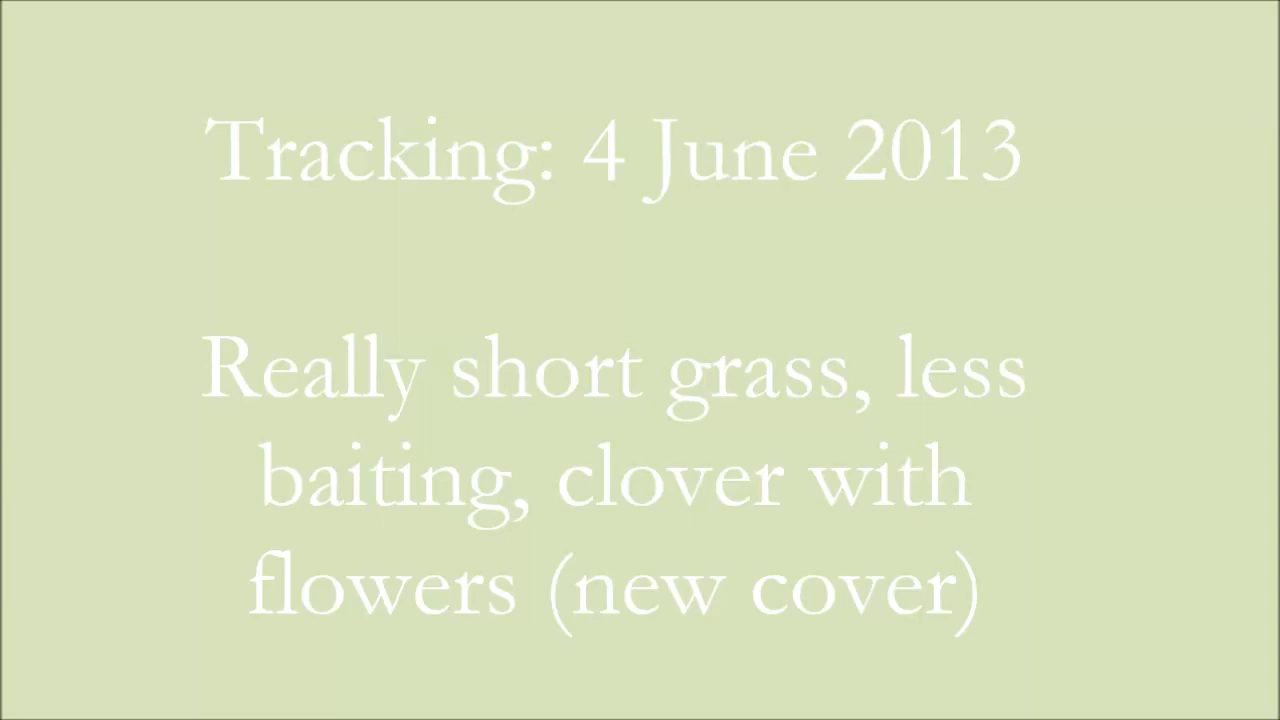 Tracking: 4 June 2013
Really short grass, less
baiting, clover with
flowers (new cover)